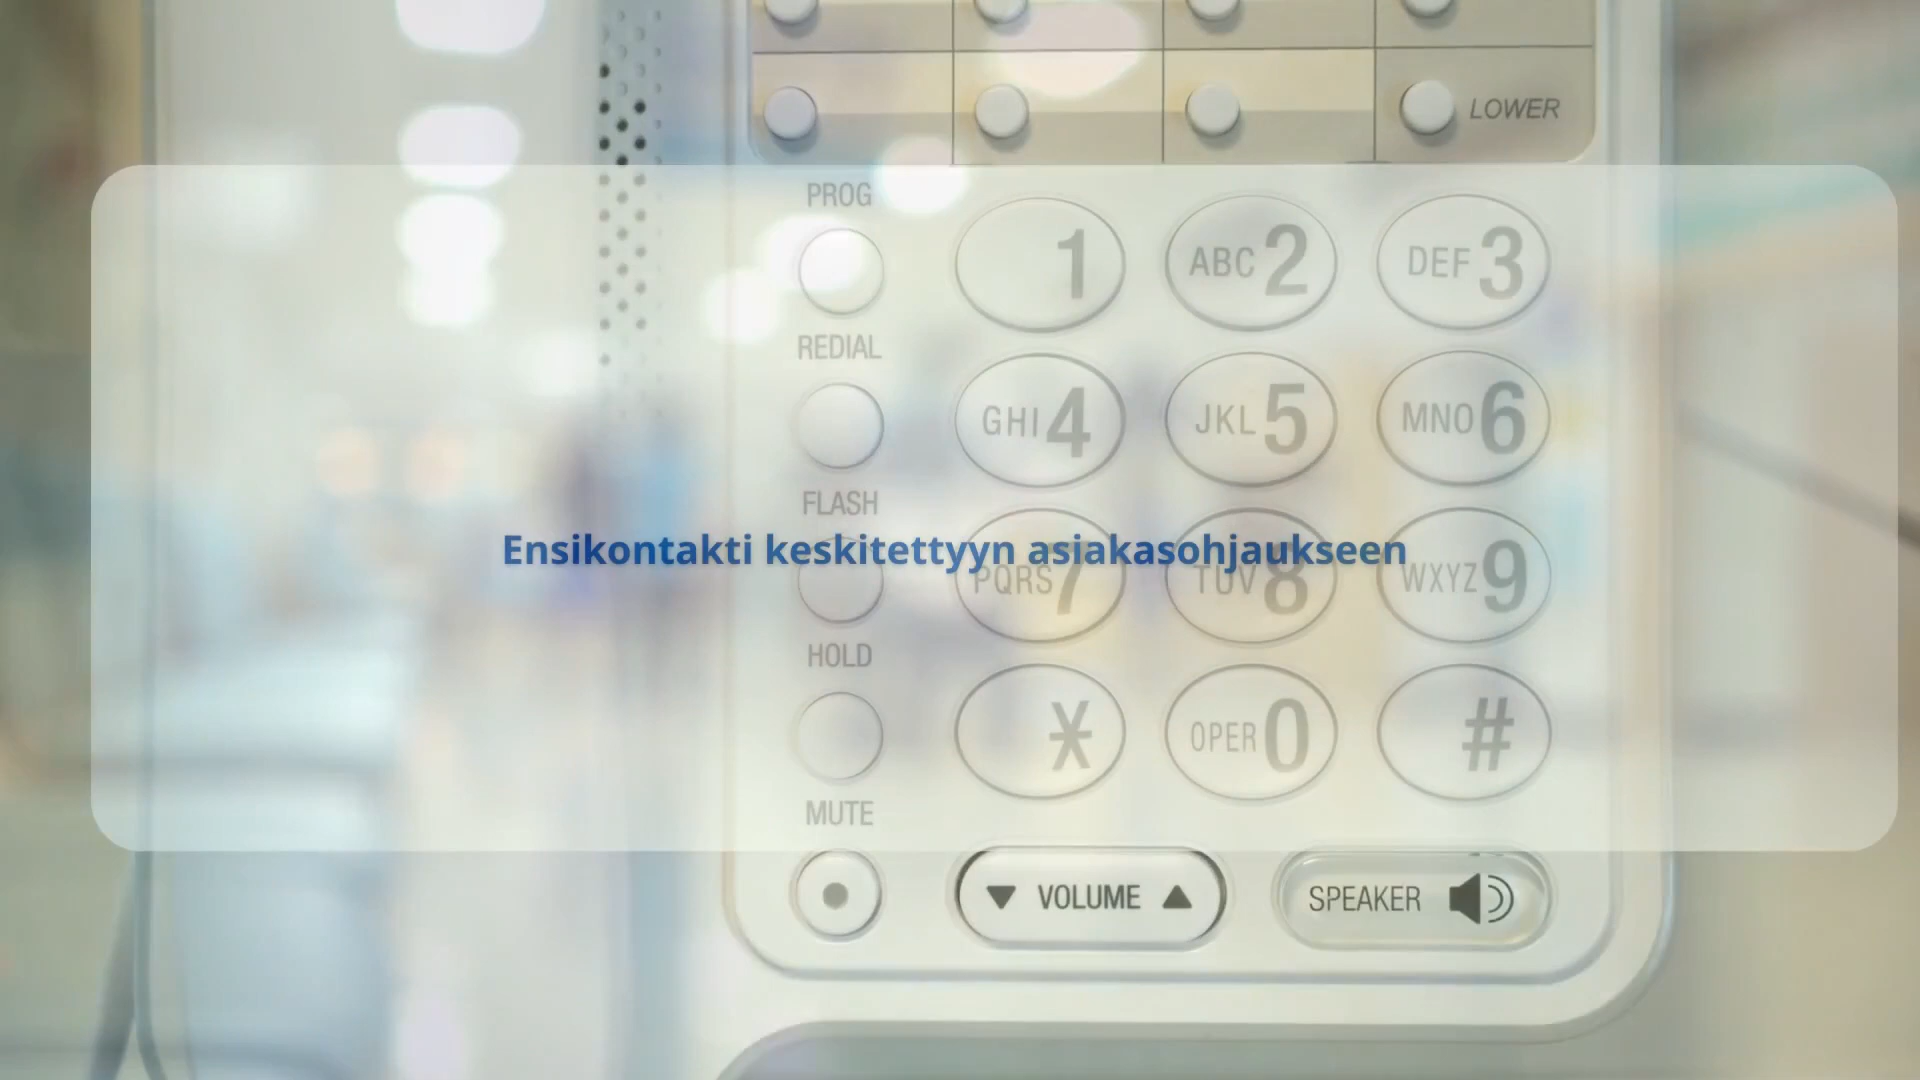 LOWER
PROG
1
ABC 2
DEF 3
REDIAL
GHI 4
JKL 5
MNO 6
FLASH
Ensikontakti keskitettyyn asiakasohjaukseen
PQRS 7
TUV 8
WXYZ 9
HOLD
*
OPER 0
#
MUTE
▼ VOLUME ▲
SPEAKER